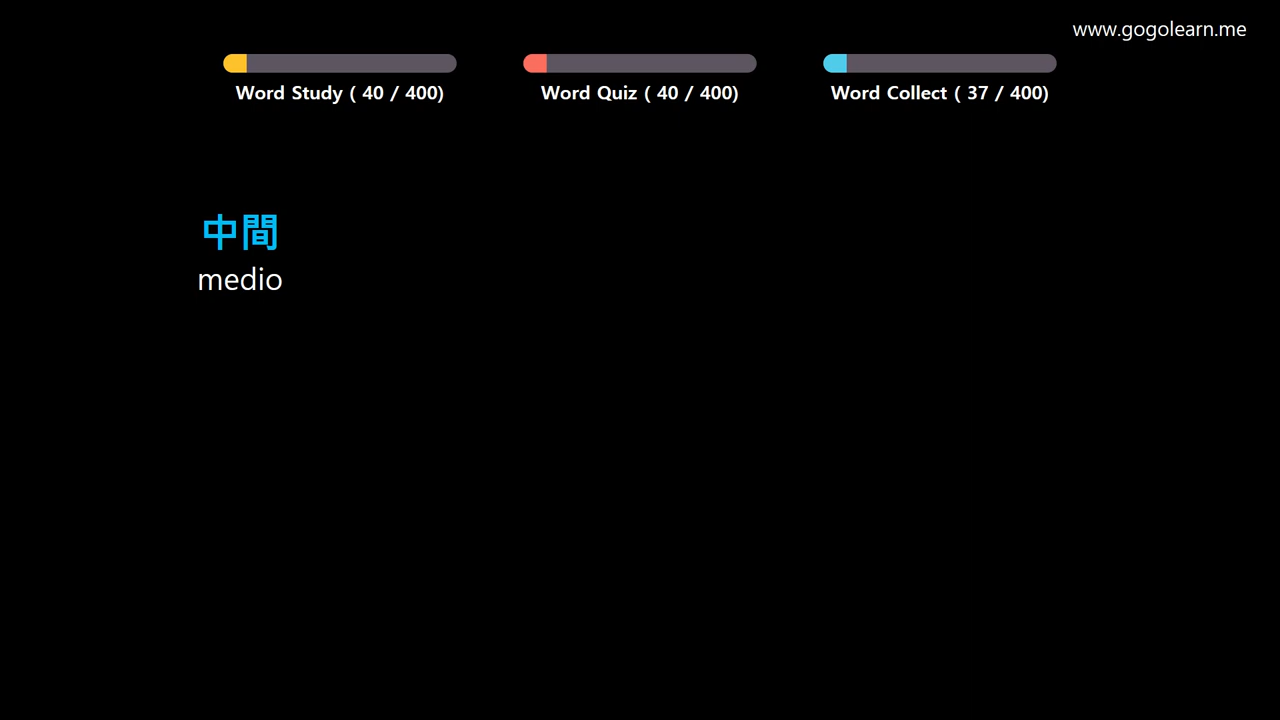 www.gogolearn.me
Word Study ( 40 / 400)
Word Quiz ( 40 / 400)
Word Collect ( 37 / 400)
中間
medio